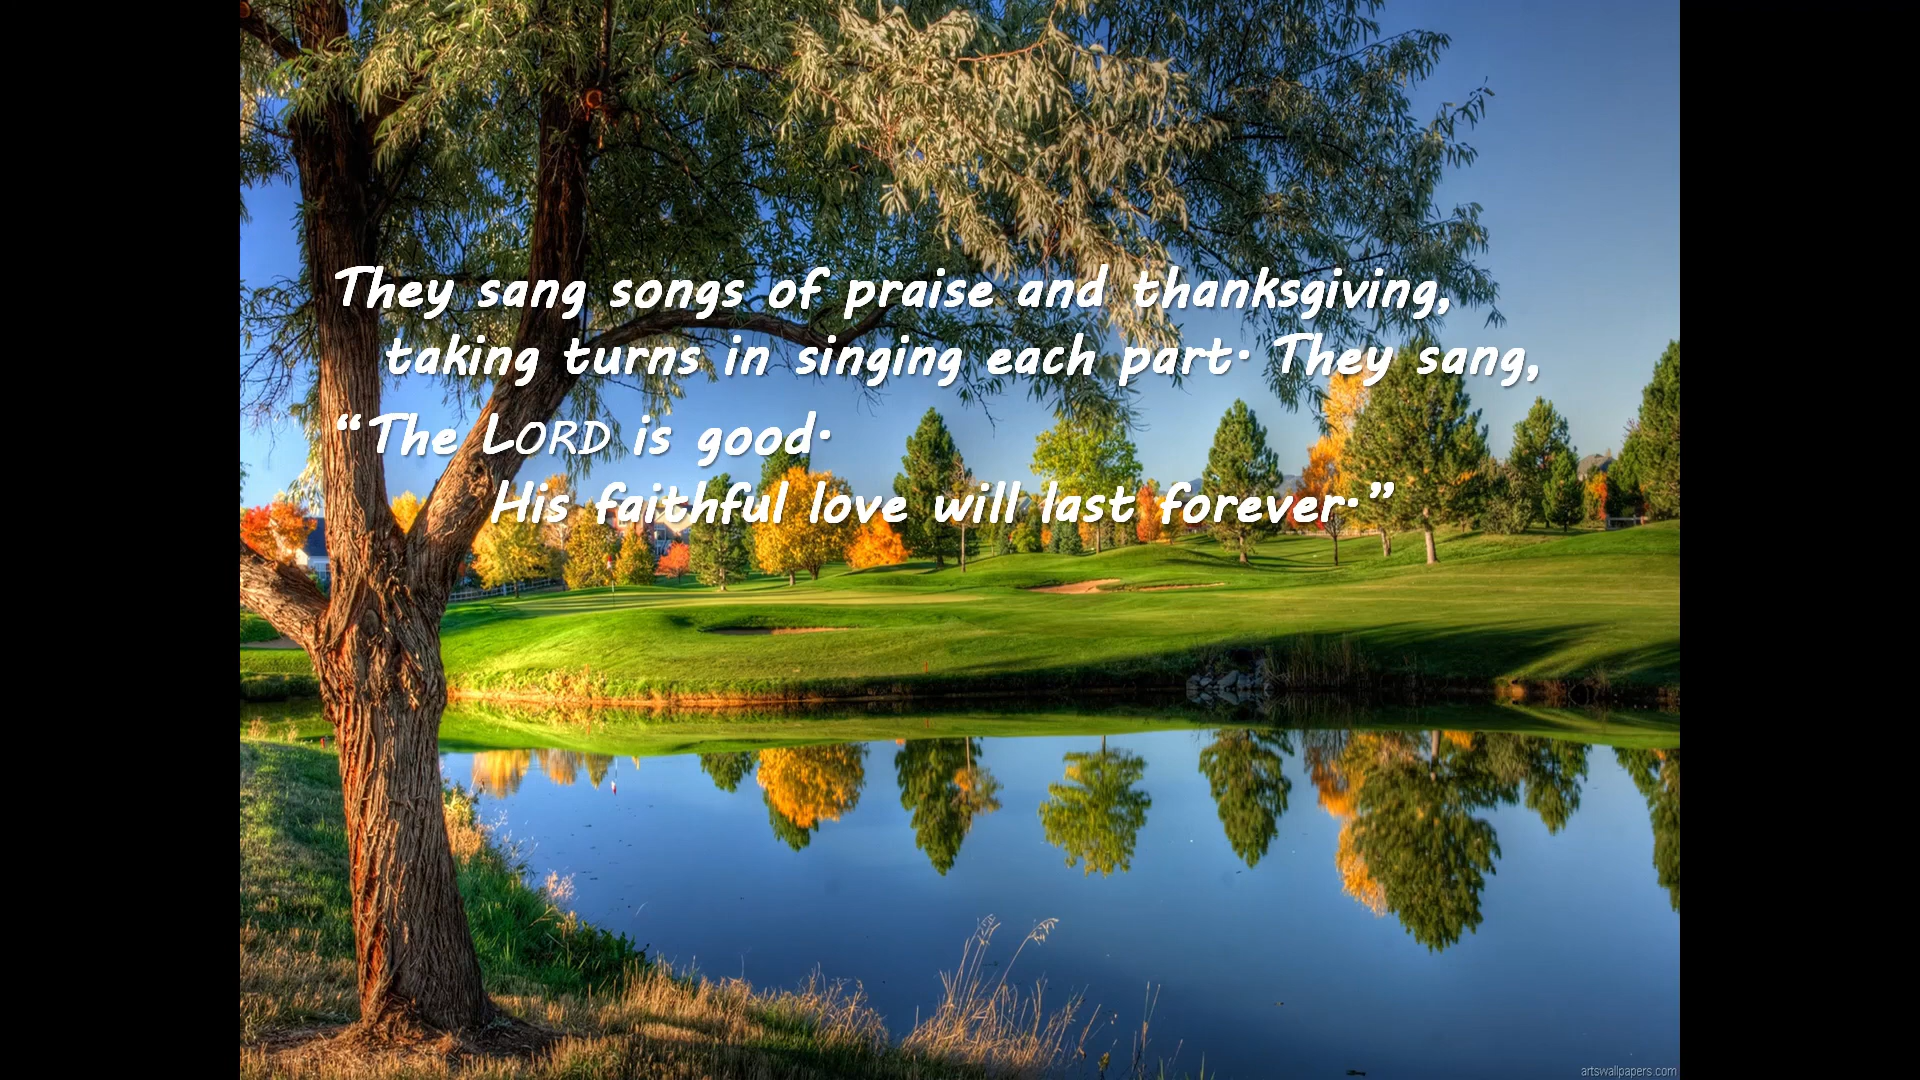 They sang songs of praise and thanksgiving,
taking turns in singing each part. They sang,
“The LORD is good.
His faithful love will last forever.”
artswallpapers.com